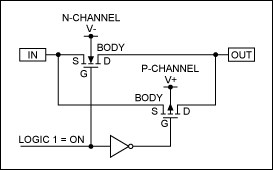 N-CHANNEL
V-
IN
BODY
OUT
S
D
G
P-CHANNEL
V+
BODY
S
D
G
LOGIC 1 = ON